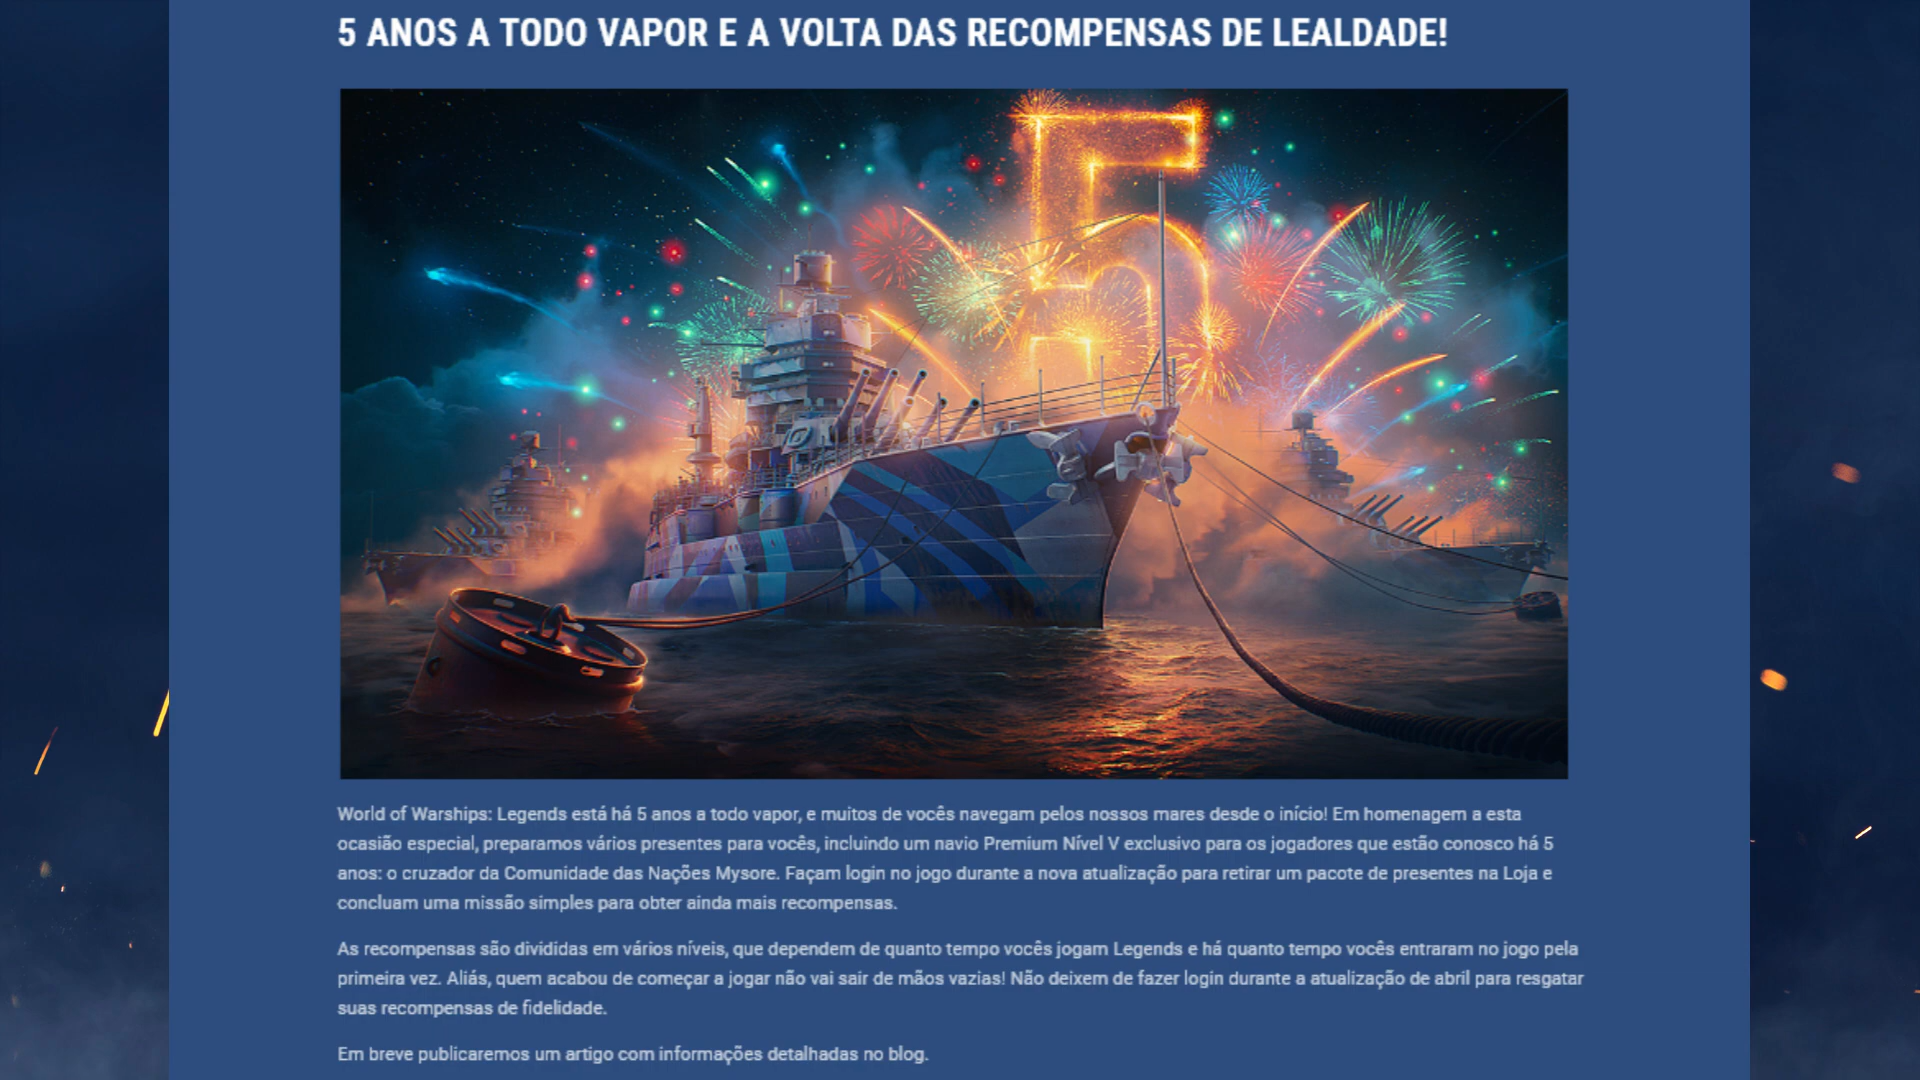 5 ANOS A TODO VAPOR E A VOLTA DAS RECOMPENSAS DE LEALDADE!
World of Warships: Legends está há 5 anos a todo vapor, e muitos de vocês navegam pelos nossos mares desde o início! Em homenagem a esta
ocasião especial, preparamos vários presentes para vocês, incluindo um navio Premium Nível V exclusivo para os jogadores que estão conosco há 5
anos: o cruzador da Comunidade das Nações Mysore. Façam login no jogo durante a nova atualização para retirar um pacote de presentes na Loja e
concluam uma missão simples para obter ainda mais recompensas.
As recompensas são divididas em vários níveis, que dependem de quanto tempo vocês jogam Legends e há quanto tempo vocês entraram no jogo pela
primeira vez. Aliás, quem acabou de começar a jogar não vai sair de mãos vazias! Não deixem de fazer login durante a atualização de abril para resgatar
suas recompensas de fidelidade.
Em breve publicaremos um artigo com informações detalhadas no blog.